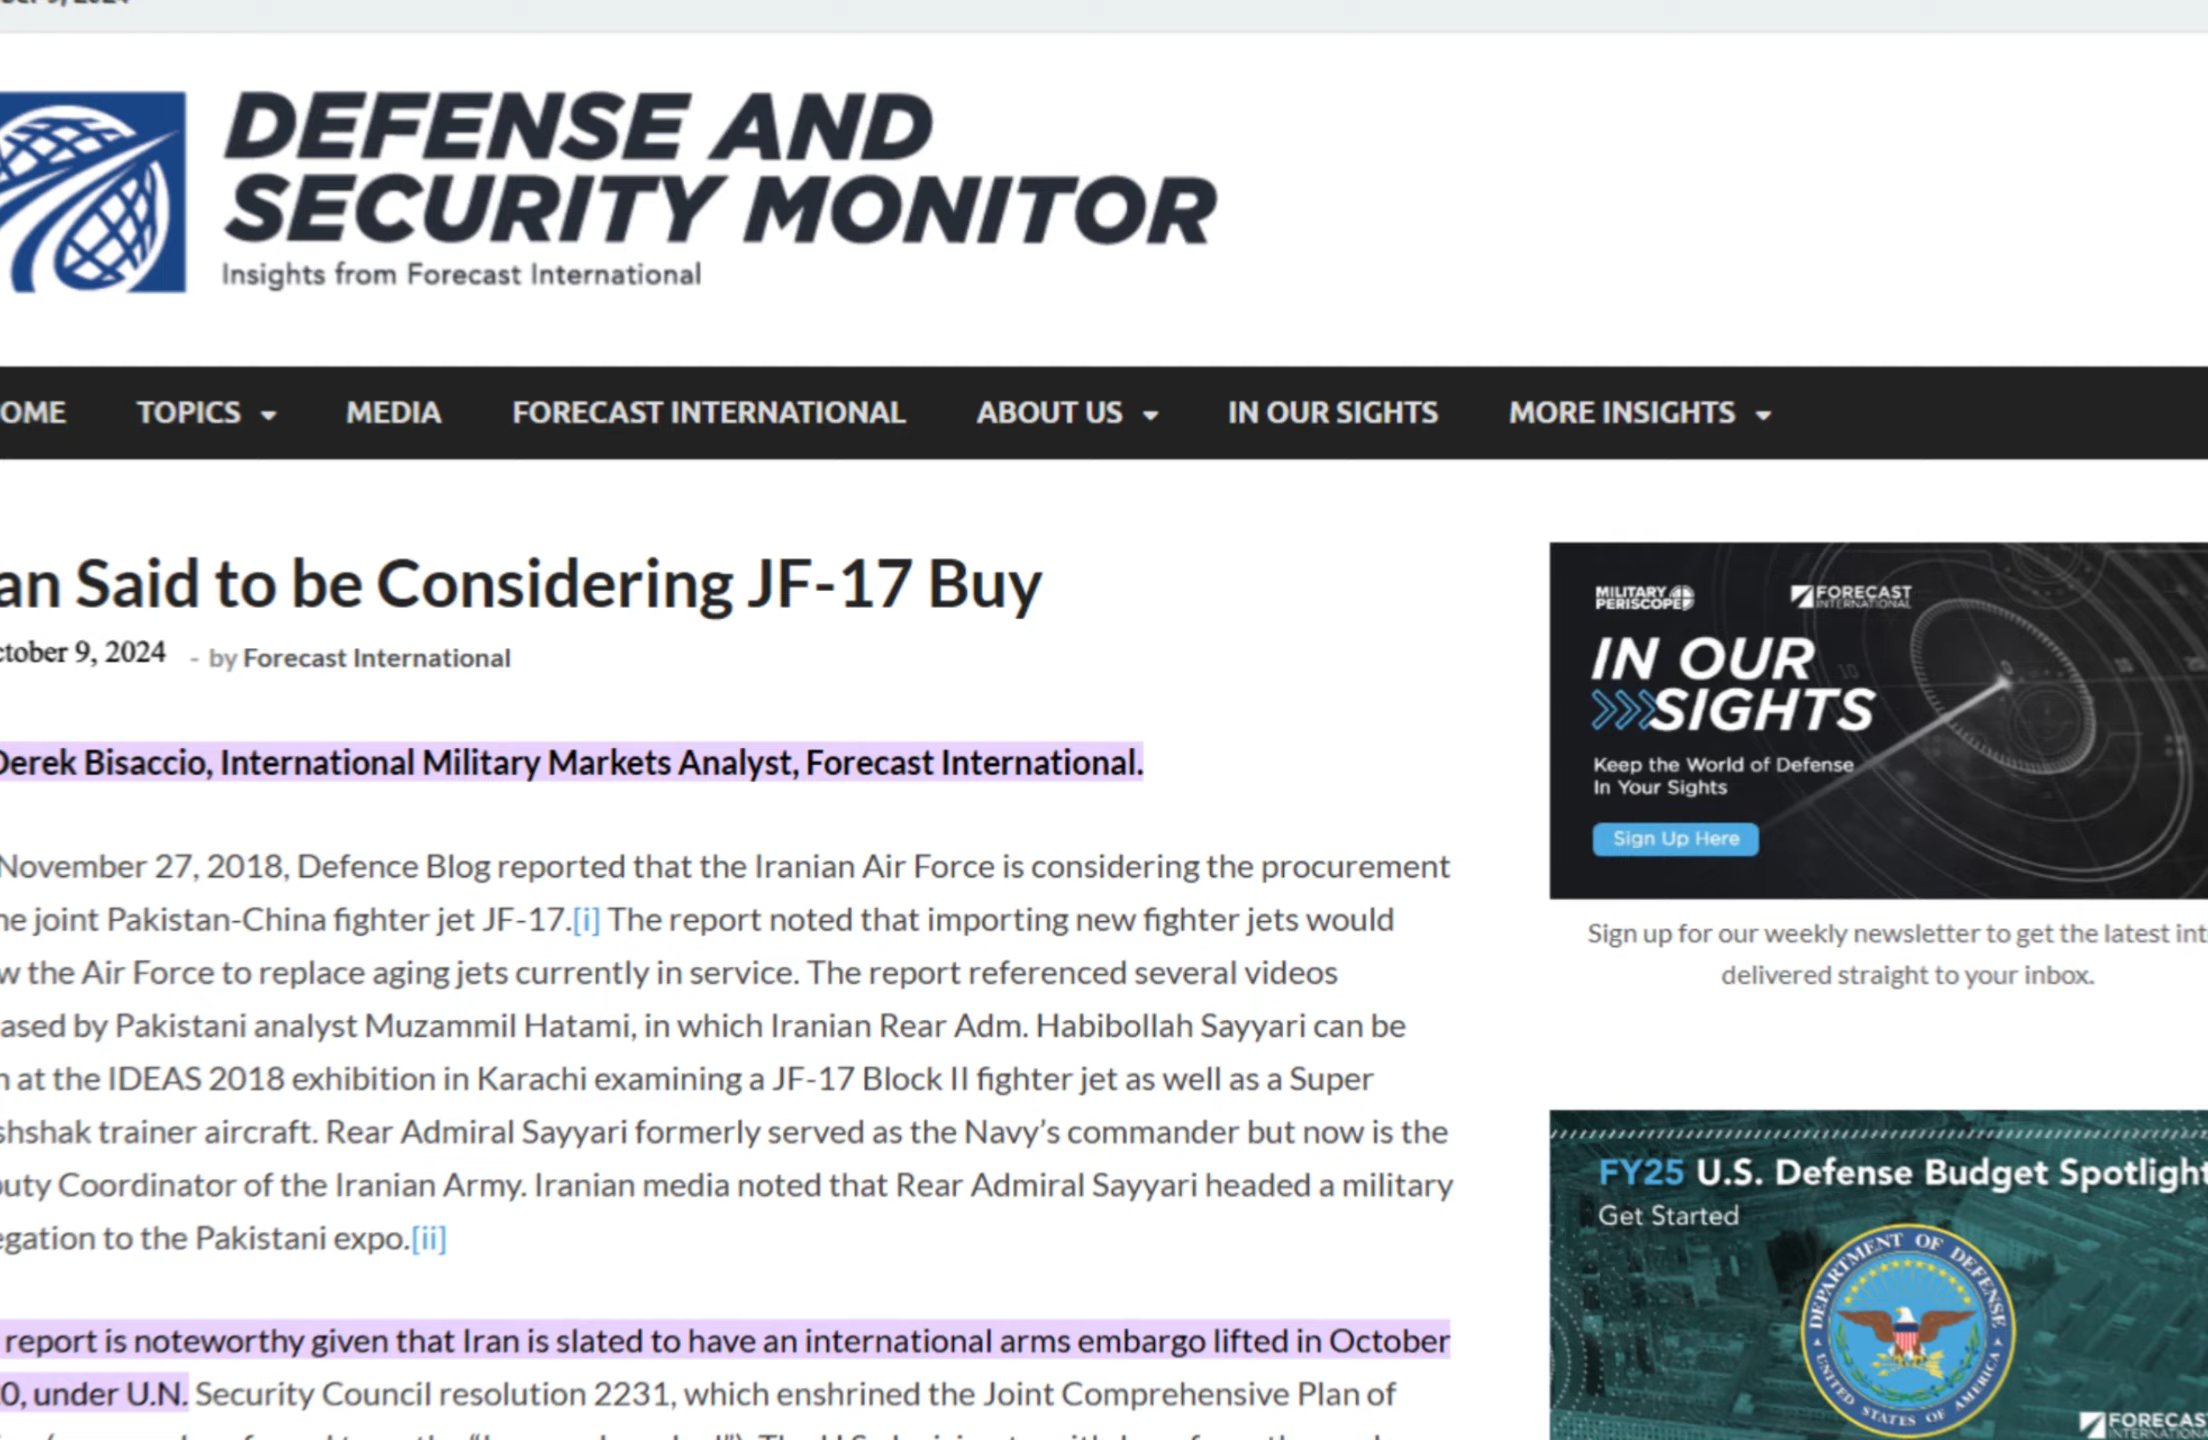 DEFENSE AND
SECURITY MONITOR
Insights from Forecast International
OME TOPICS MEDIA FORECAST INTERNATIONAL ABOUT US IN OUR SIGHTS MORE INSIGHTS
an Said to be Considering JF-17 Buy
ctober 9, 2024 - by Forecast International
Derek Bisaccio, International Military Markets Analyst, Forecast International.
November 27, 2018, Defence Blog reported that the Iranian Air Force is considering the procurement
he joint Pakistan-China fighter jet JF-17.[i] The report noted that importing new fighter jets would
w the Air Force to replace aging jets currently in service. The report referenced several videos
ased by Pakistani analyst Muzammil Hatami, in which Iranian Rear Adm. Habibollah Sayyari can be
n at the IDEAS 2018 exhibition in Karachi examining a JF-17 Block II fighter jet as well as a Super
shshak trainer aircraft. Rear Admiral Sayyari formerly served as the Navy’s commander but now is the
puty Coordinator of the Iranian Army. Iranian media noted that Rear Admiral Sayyari headed a military
egation to the Pakistani expo.[ii]
report is noteworthy given that Iran is slated to have an international arms embargo lifted in October
0, under U.N. Security Council resolution 2231, which enshrined the Joint Comprehensive Plan of
MILITARY PERISCOPE FORECAST INTERNATIONAL
IN OUR
SIGHTS
Keep the World of Defense
In Your Sights
Sign Up Here
Sign up for our weekly newsletter to get the latest int
delivered straight to your inbox.
FY25 U.S. Defense Budget Spotlight
Get Started
DEPARTMENT OF DEFENSE
UNITED STATES OF AMERICA
FORECAS
INTERNATION